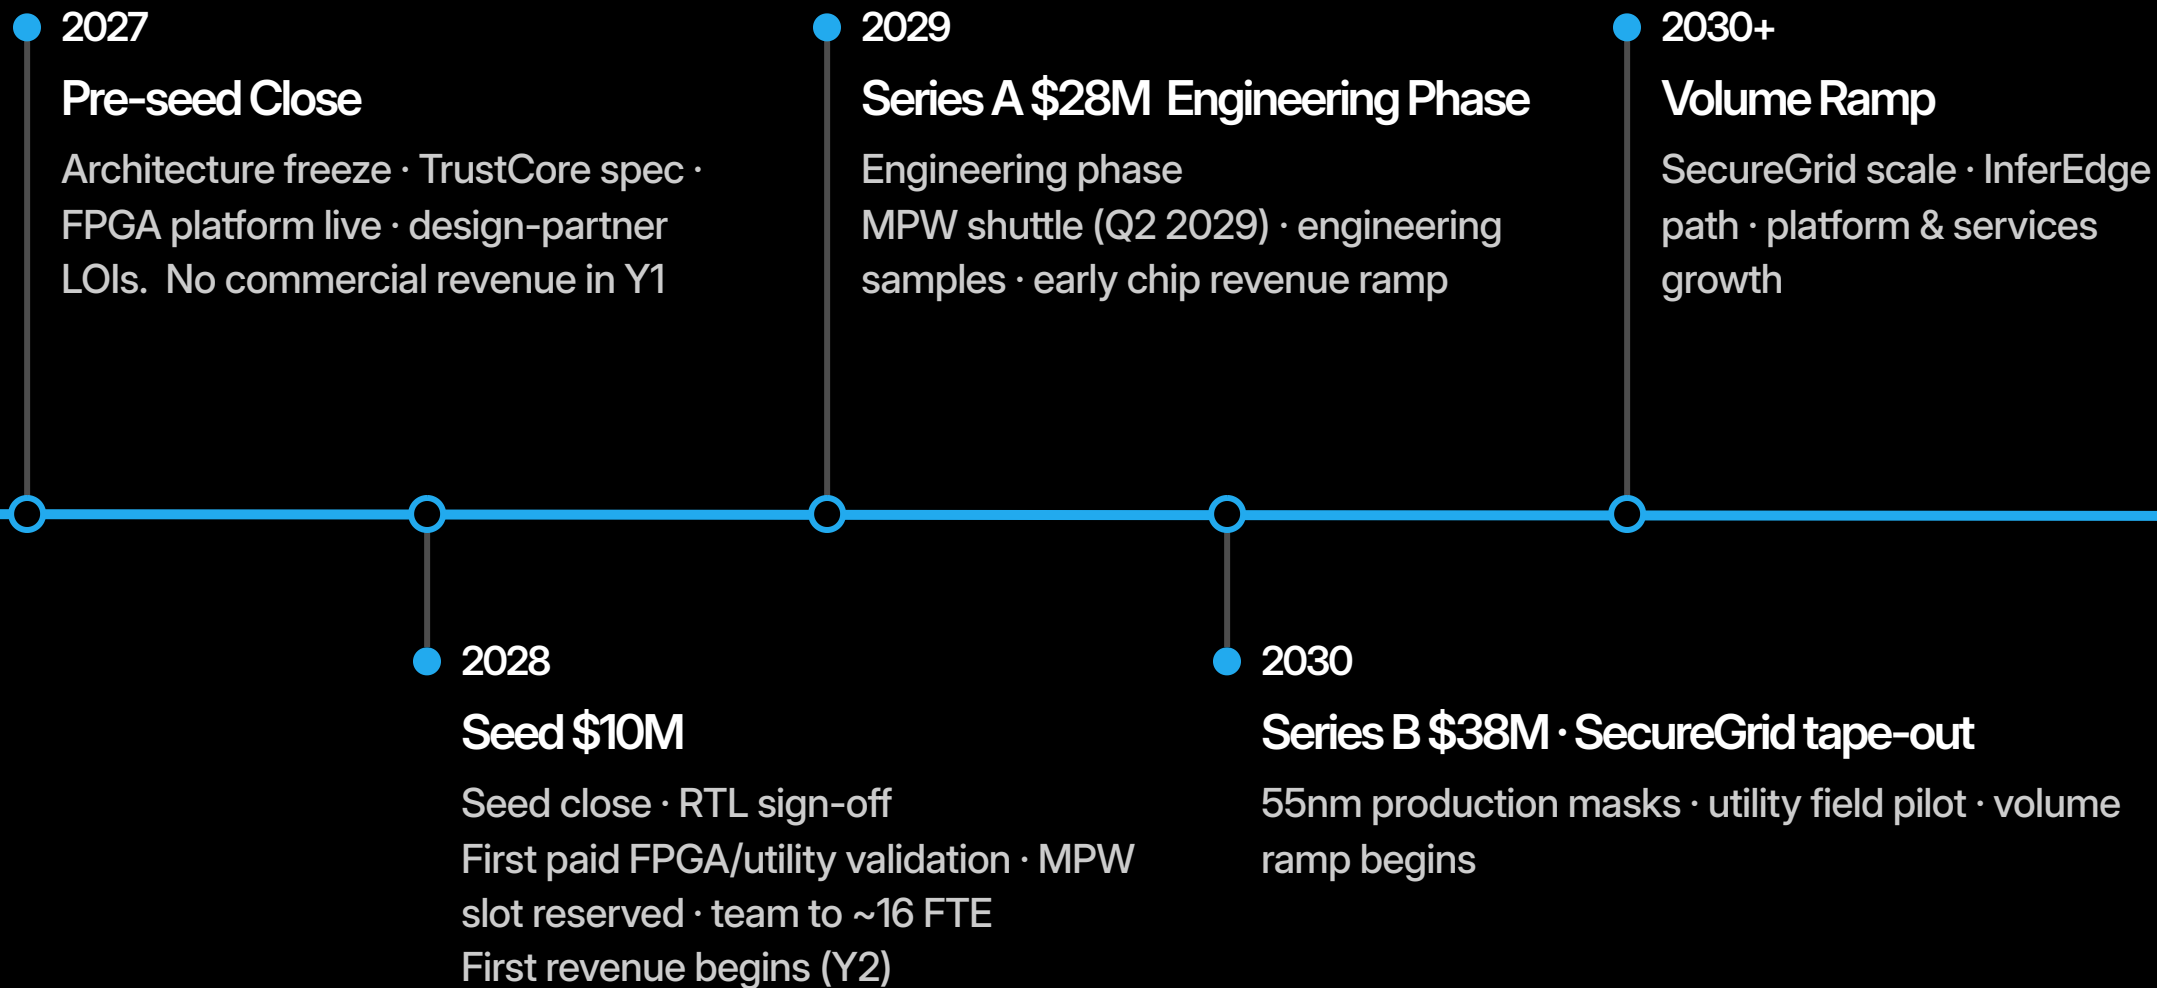 2027
Pre-seed Close
Architecture freeze · TrustCore spec ·
FPGA platform live · design-partner
LOIs.  No commercial revenue in Y1
2029
Series A $28M  Engineering Phase
Engineering phase
MPW shuttle (Q2 2029) · engineering
samples · early chip revenue ramp
2030+
Volume Ramp
SecureGrid scale · InferEdge
path · platform & services
growth
2028
Seed $10M
Seed close · RTL sign-off
First paid FPGA/utility validation · MPW
slot reserved · team to ~16 FTE
First revenue begins (Y2)
2030
Series B $38M · SecureGrid tape-out
55nm production masks · utility field pilot · volume
ramp begins